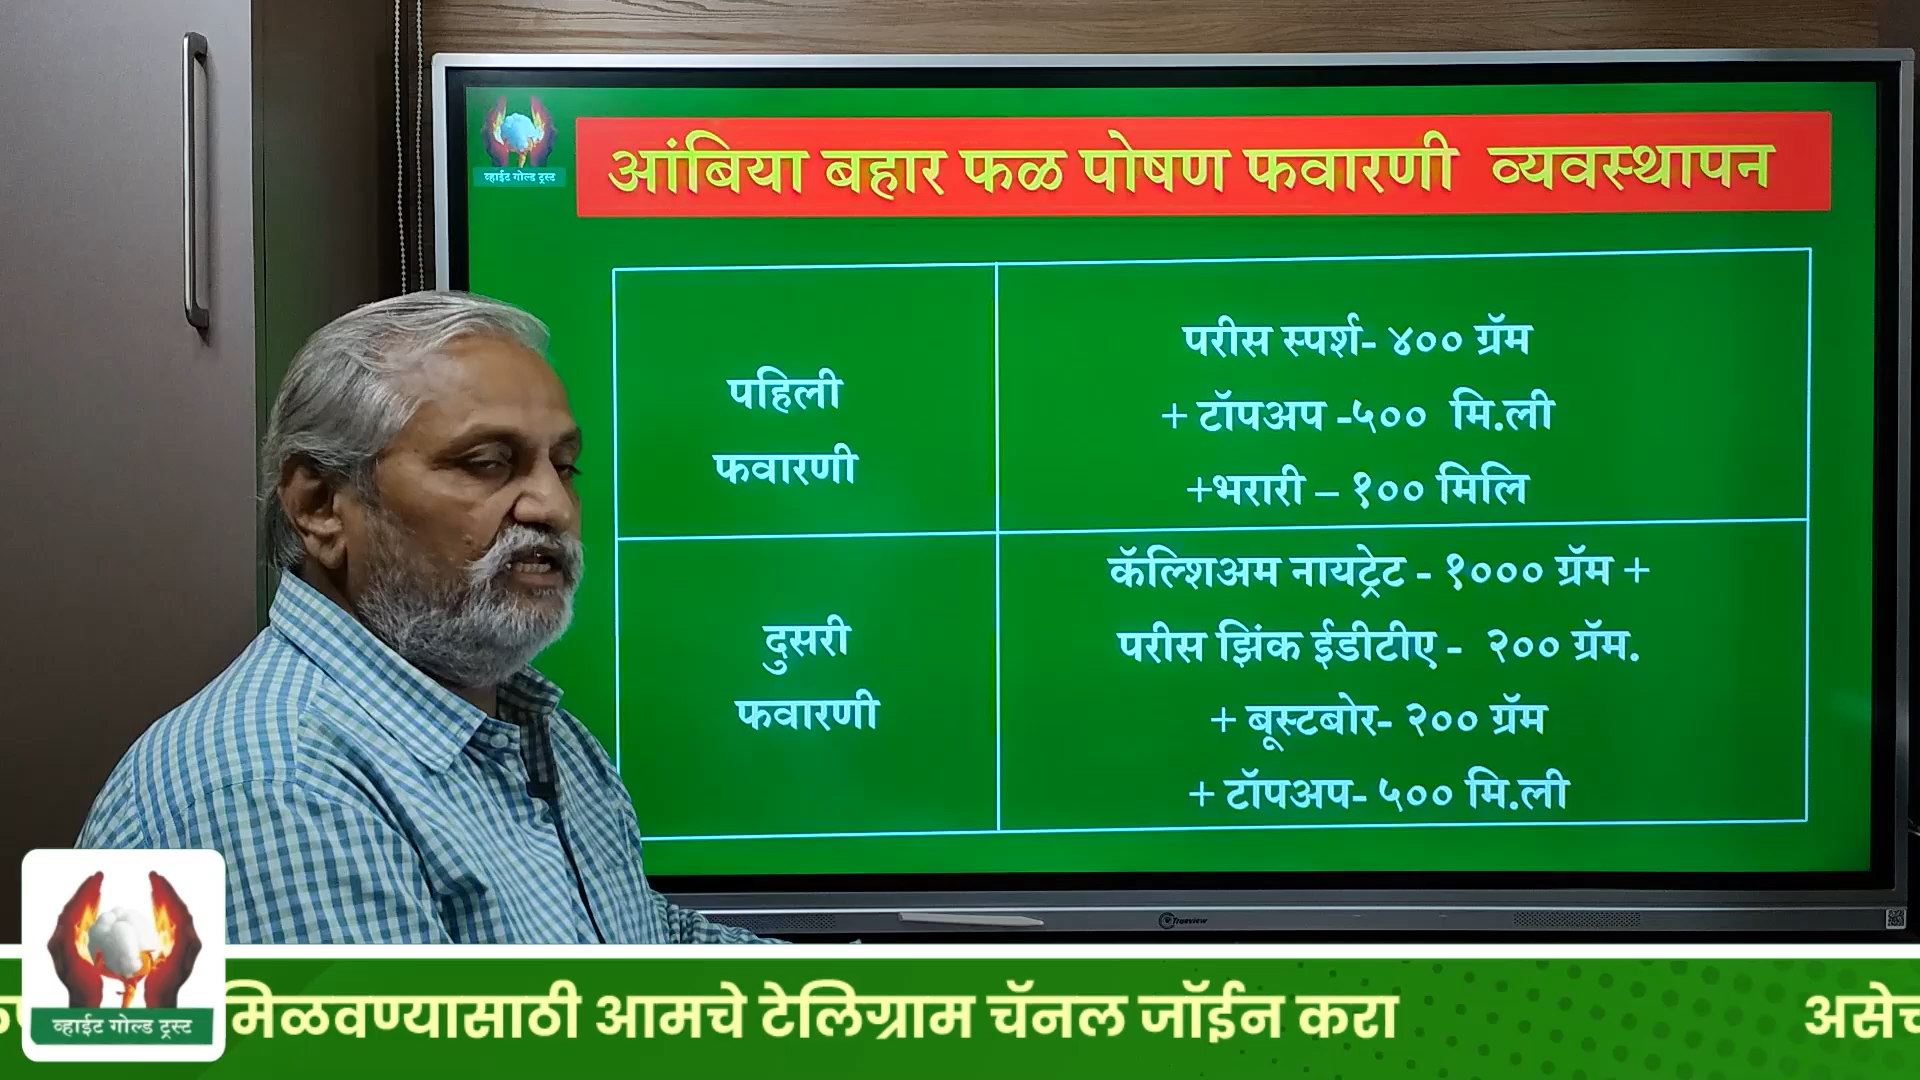 व्हाईट गोल्ड ट्रस्ट
आंबिया बहार फळ पोषण फवारणी व्यवस्थापन
पहिली
फवारणी
परीस स्पर्श- ४०० ग्रॅम
+ टॉपअप -५०० मि.ली
+भरारी – १०० मिलि
दुसरी
फवारणी
कॅल्शिअम नायट्रेट - १००० ग्रॅम +
परीस झिंक ईडीटीए - २०० ग्रॅम.
+ बूस्टबोर- २०० ग्रॅम
+ टॉपअप- ५०० मि.ली
Trueview
व्हाईट गोल्ड ट्रस्ट
मिळवण्यासाठी आमचे टेलिग्राम चॅनल जॉईन करा